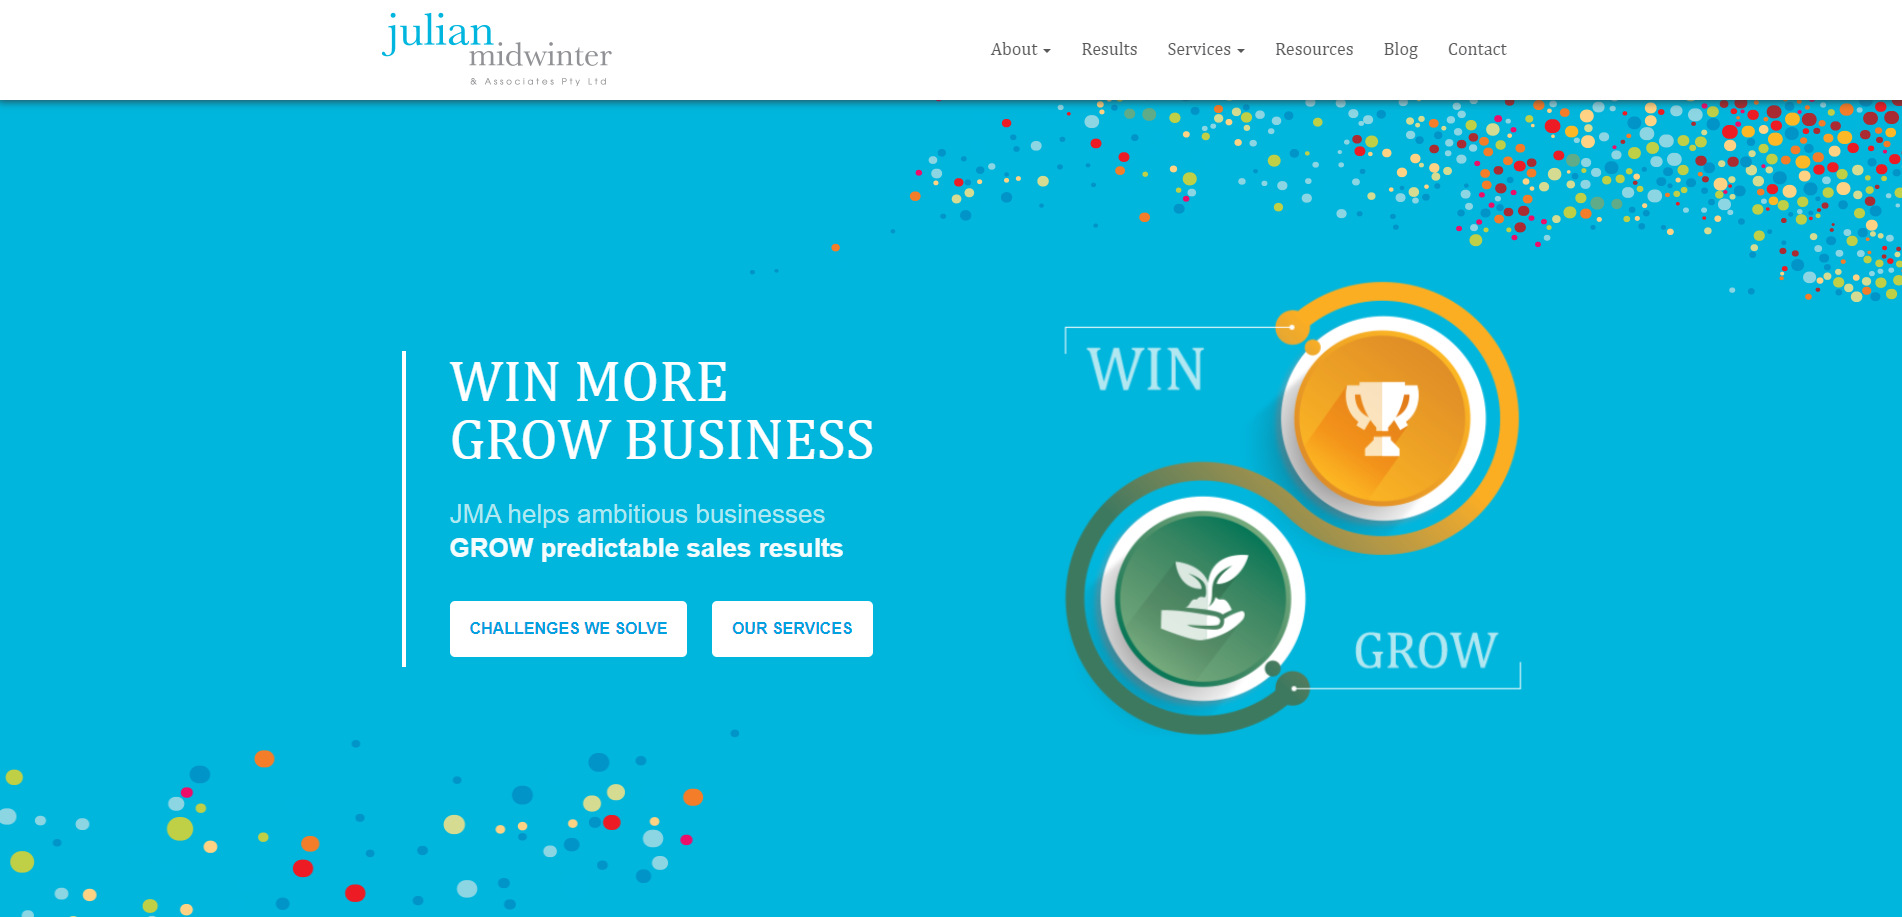 julian
midwinter
& Associates Pty Ltd
About Results Services Resources Blog Contact
WIN MORE
GROW BUSINESS
JMA helps ambitious businesses
GROW predictable sales results
CHALLENGES WE SOLVE OUR SERVICES
WIN
GROW